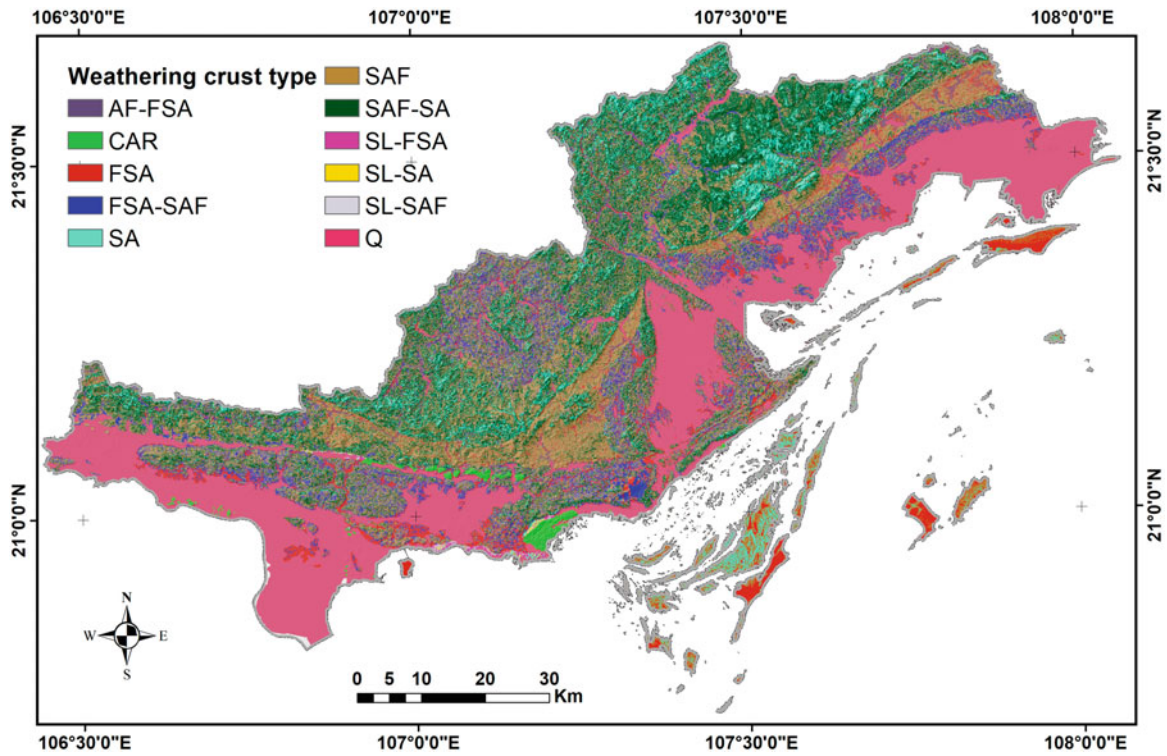 106°30'0"E 107°0'0"E 107°30'0"E 108°0'0"E
Weathering crust type
AF-FSA
CAR
FSA
FSA-SAF
SA
SAF
SAF-SA
SL-FSA
SL-SA
SL-SAF
Q
21°30'0"N
21°30'0"N
21°0'0"N
21°0'0"N
N
W E
S
0 5 10 20 30
Km
106°30'0"E 107°0'0"E 107°30'0"E 108°0'0"E